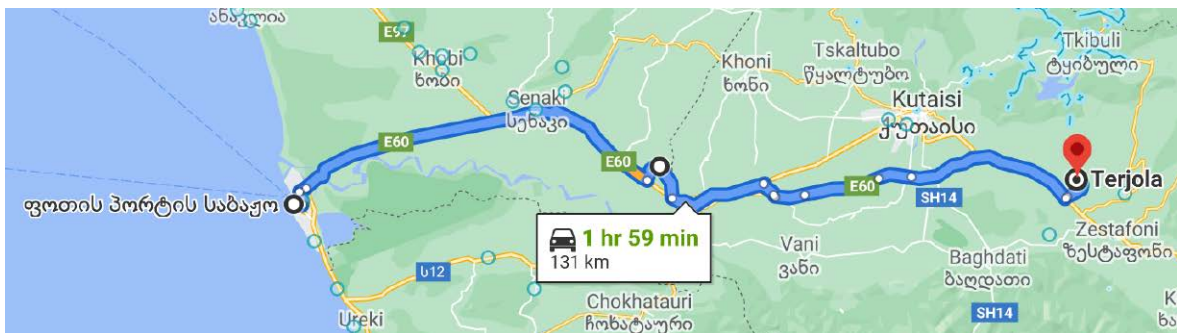 ანაკლია
E97
Khobi
ხობი
Tskaltubo
წყალტუბო
Tkibuli
ტყიბული
Khoni
ხონი
Senaki
სენაკი
Kutaisi
ქუთაისი
E60
E60
E60
Terjola
ფოთის პორტის საბაჟო
SH14
1 hr 59 min
131 km
Zestafoni
ზესტაფონი
Vani
ვანი
Baghdati
ბაღდათი
ს12
Chokhatauri
ჩოხატაური
Ureki
SH14